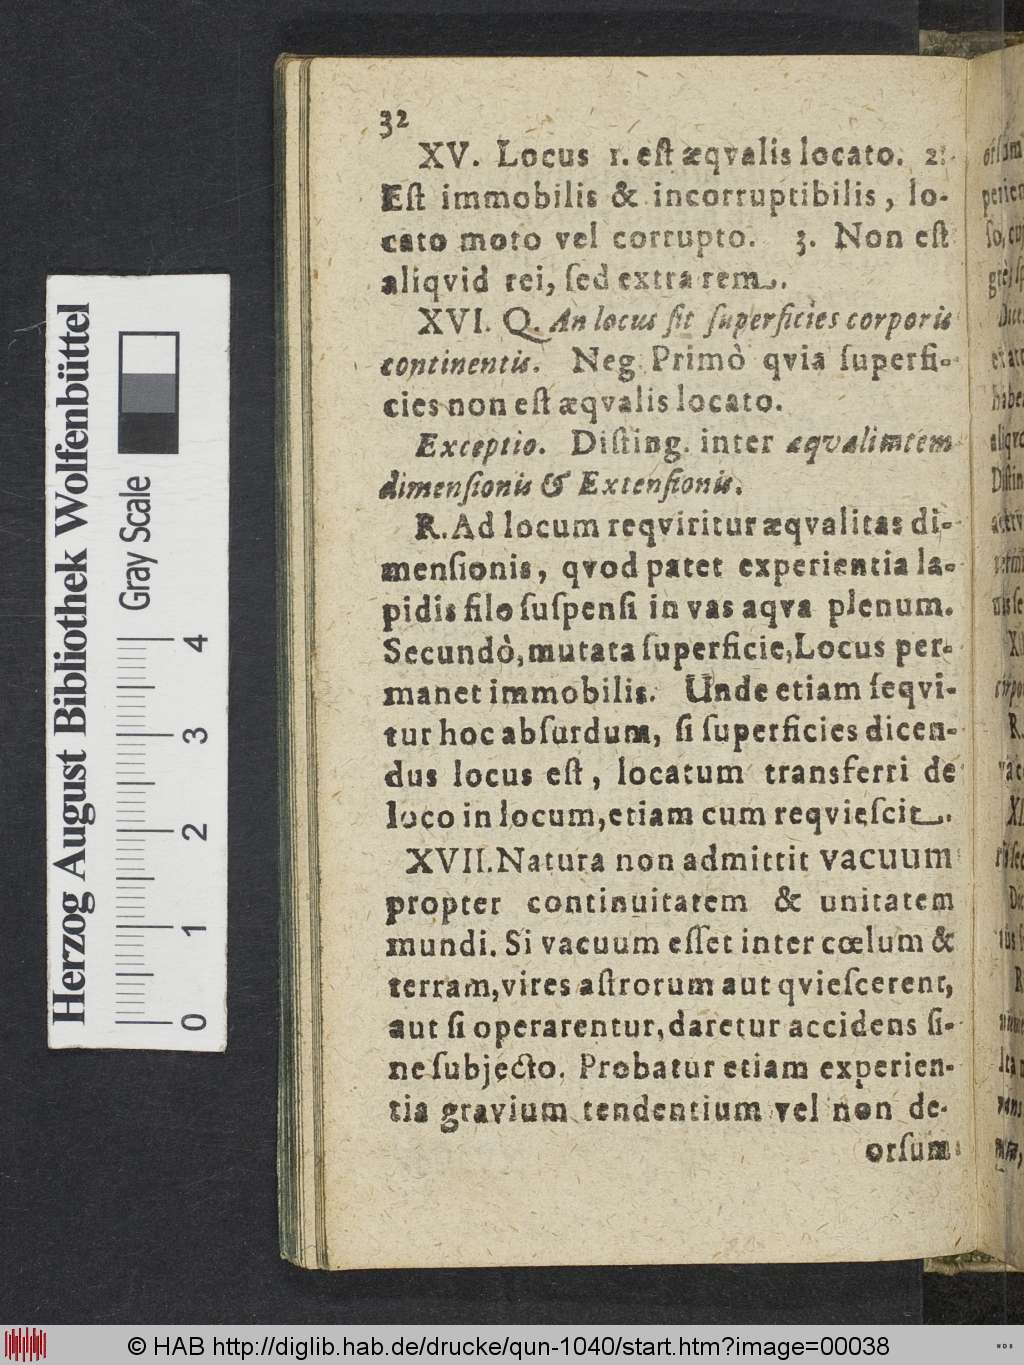 32
XV. Locus 1. eſt æqvalis locato. 2.
Eſt immobilis & incorruptibilis, lo-
cato moto vel corrupto. 3. Non eſt
aliqvid rei, ſed extra rem.
XVI. Q. An locus ſit ſuperficies corporis
continentis. Neg. Primò qvia ſuperfi-
cies non eſt æqvalis locato.
Exceptio. Diſting. inter æqvalitatem
dimenſionis & Extenſionis.
R. Ad locum reqviritur æqvalitas di-
menſionis, qvod patet experientia la-
pidis filo ſuſpenſi in vas aqva plenum.
Secundò, mutata ſuperficie, Locus per-
manet immobilis. Unde etiam ſeqvi-
tur hoc abſurdum, ſi ſuperficies dicen-
dus locus eſt, locatum transferri de
loco in locum, etiam cum reqvieſcit.
XVII. Natura non admittit vacuum
propter continuitatem & unitatem
mundi. Si vacuum eſſet inter cœlum &
terram, vires aſtrorum aut qvieſcerent,
aut ſi operarentur, daretur accidens ſi-
ne ſubjecto. Probatur etiam experien-
tia gravium tendentium vel non de-
orſum
Herzog August Bibliothek Wolfenbüttel
Gray Scale
0 1 2 3 4
© HAB http://diglib.hab.de/drucke/qun-1040/start.htm?image=00038